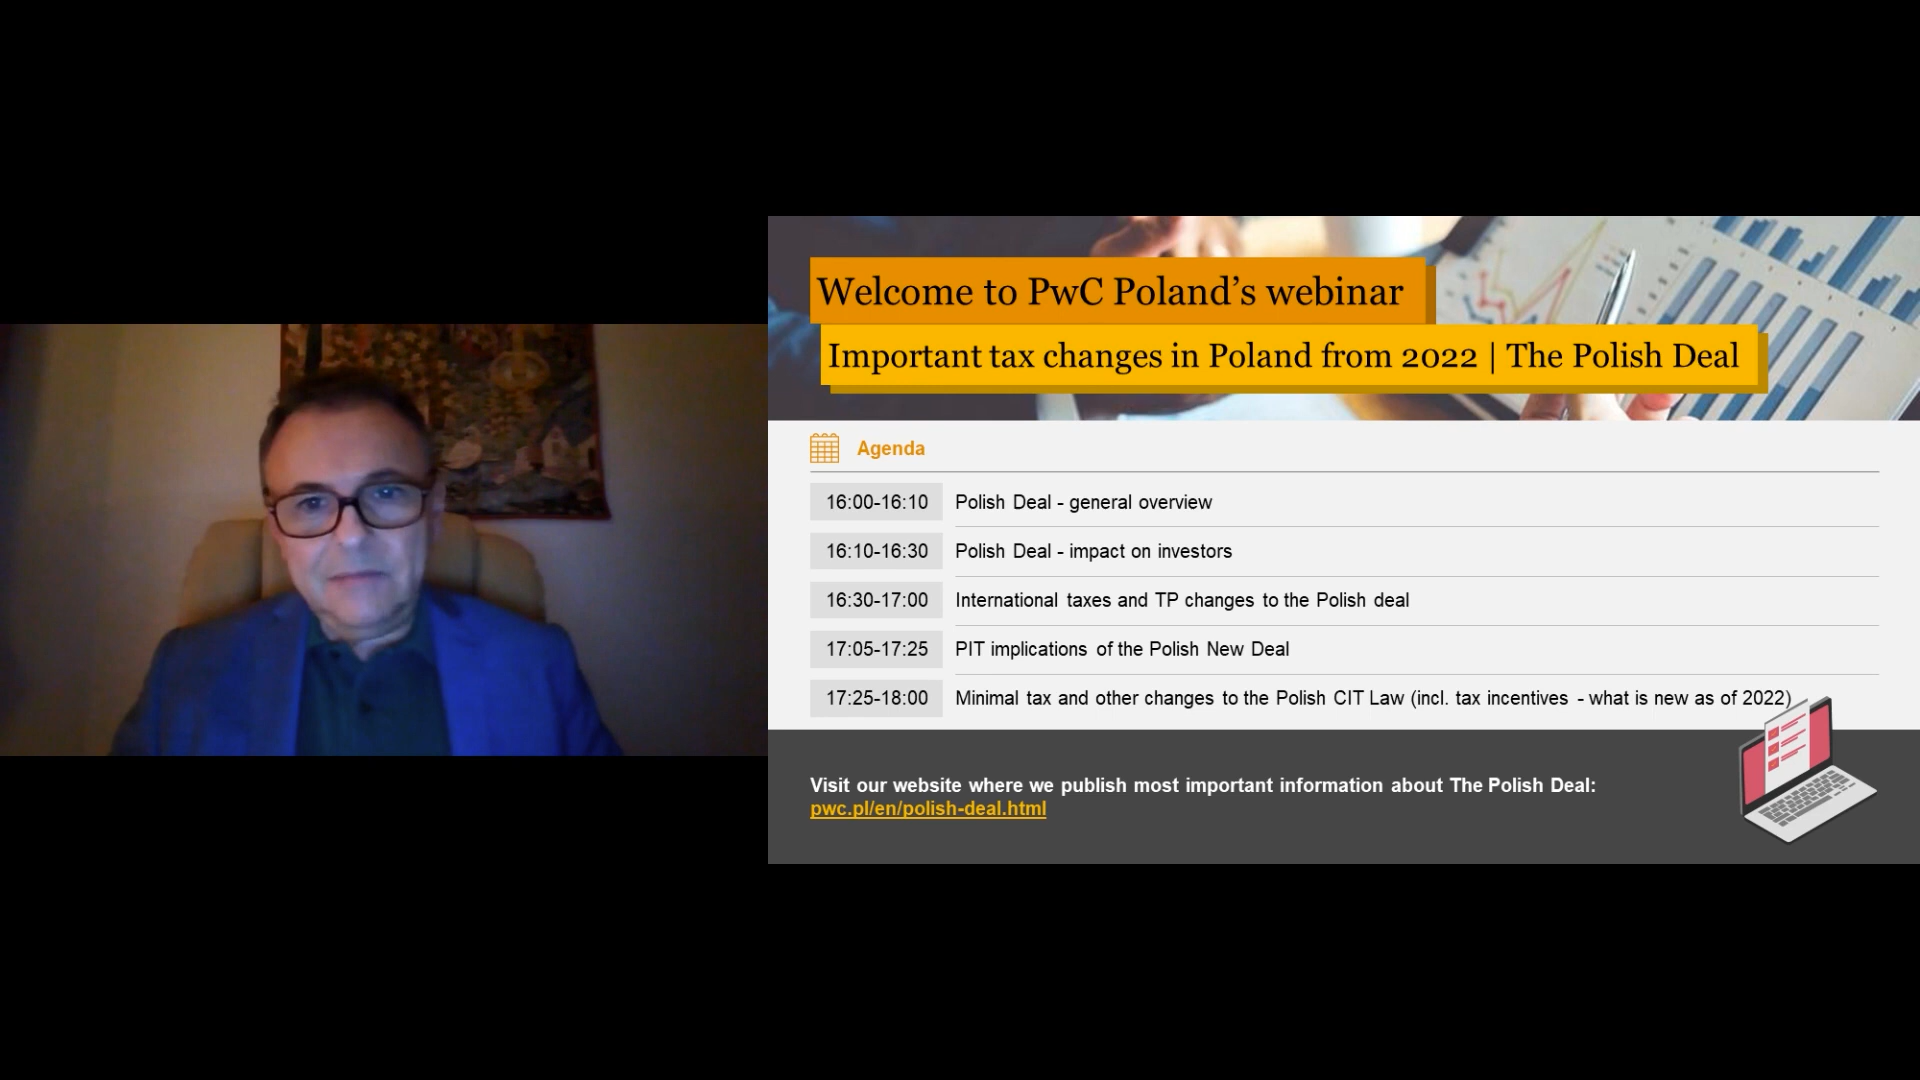 Welcome to PwC Poland’s webinar
Important tax changes in Poland from 2022 | The Polish Deal
Agenda
16:00-16:10 Polish Deal - general overview
16:10-16:30 Polish Deal - impact on investors
16:30-17:00 International taxes and TP changes to the Polish deal
17:05-17:25 PIT implications of the Polish New Deal
17:25-18:00 Minimal tax and other changes to the Polish CIT Law (incl. tax incentives - what is new as of 2022)
Visit our website where we publish most important information about The Polish Deal:
pwc.pl/en/polish-deal.html